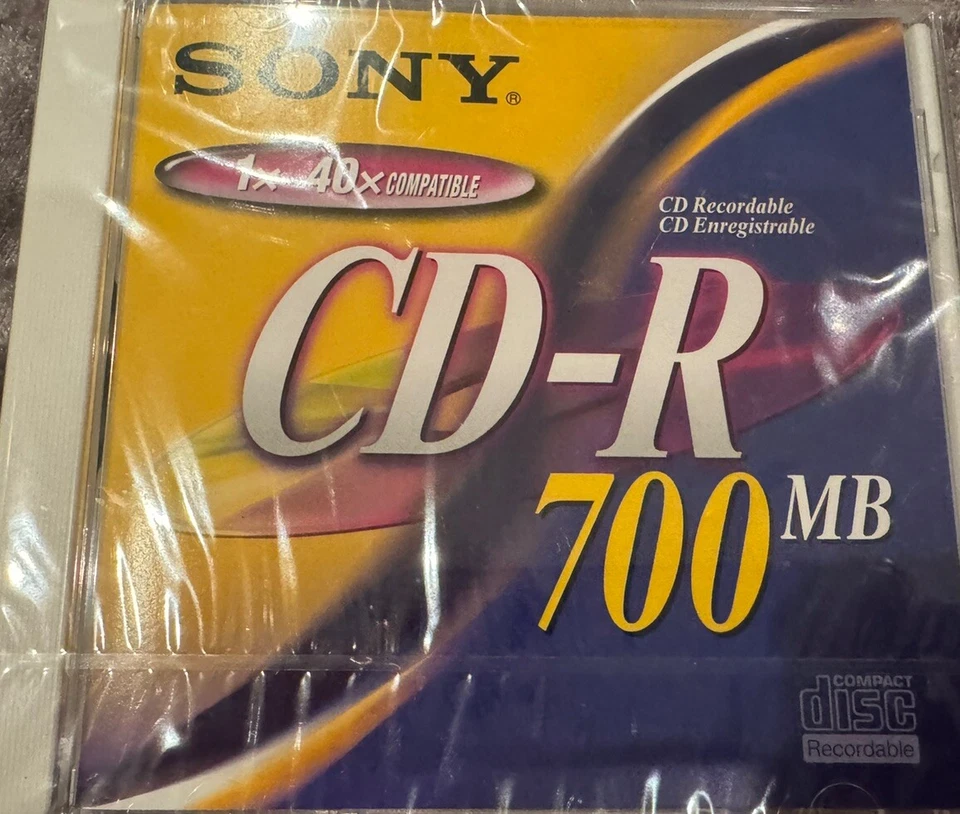 SONY®
1x 40x COMPATIBLE
CD Recordable
CD Enregistrable
CD-R
700 MB
COMPACT
disc
Recordable